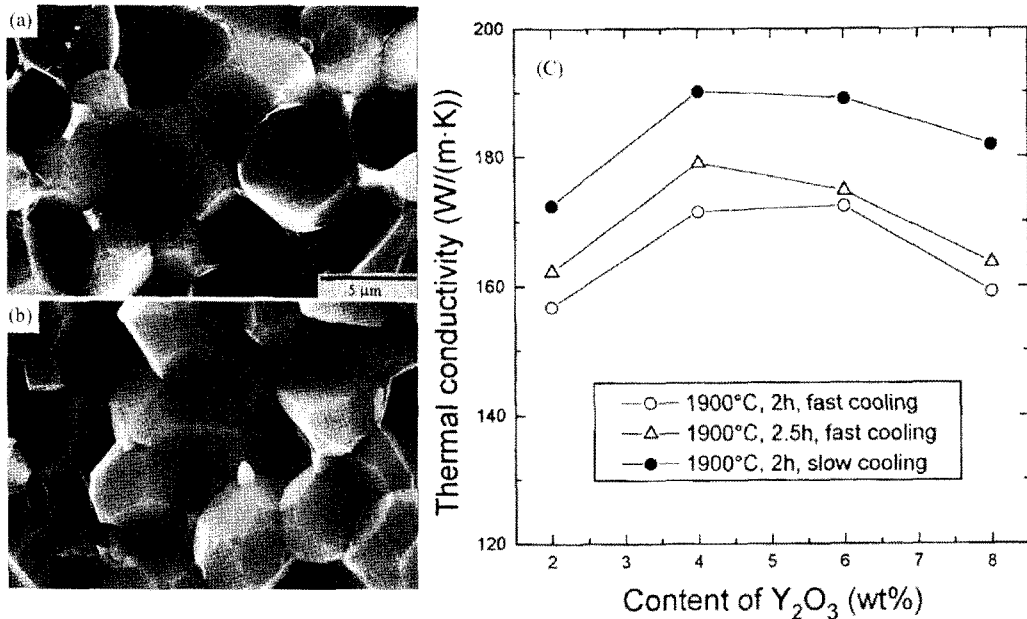 (a)
5 μm
(b)
(C)
Thermal conductivity (W/(m·K))
200
180
160
140
120
1900°C, 2h, fast cooling
1900°C, 2.5h, fast cooling
1900°C, 2h, slow cooling
2 3 4 5 6 7 8
Content of Y₂O₃ (wt%)